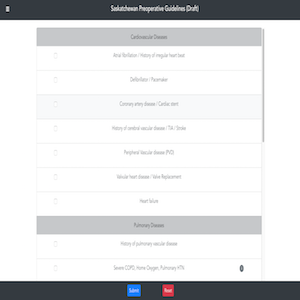 Saskatchewan Preoperative Guidelines (Draft)
Cardiovascular Diseases
Atrial fibrillation / History of irregular heart beat
Defibrillator / Pacemaker
Coronary artery disease / Cardiac stent
History of cerebral vascular disease / TIA / Stroke
Peripheral Vascular disease (PVD)
Valvular heart disease / Valve Replacement
Heart failure
Pulmonary Diseases
History of pulmonary vascular disease
Severe COPD, Home Oxygen, Pulmonary HTN
Submit
Reset